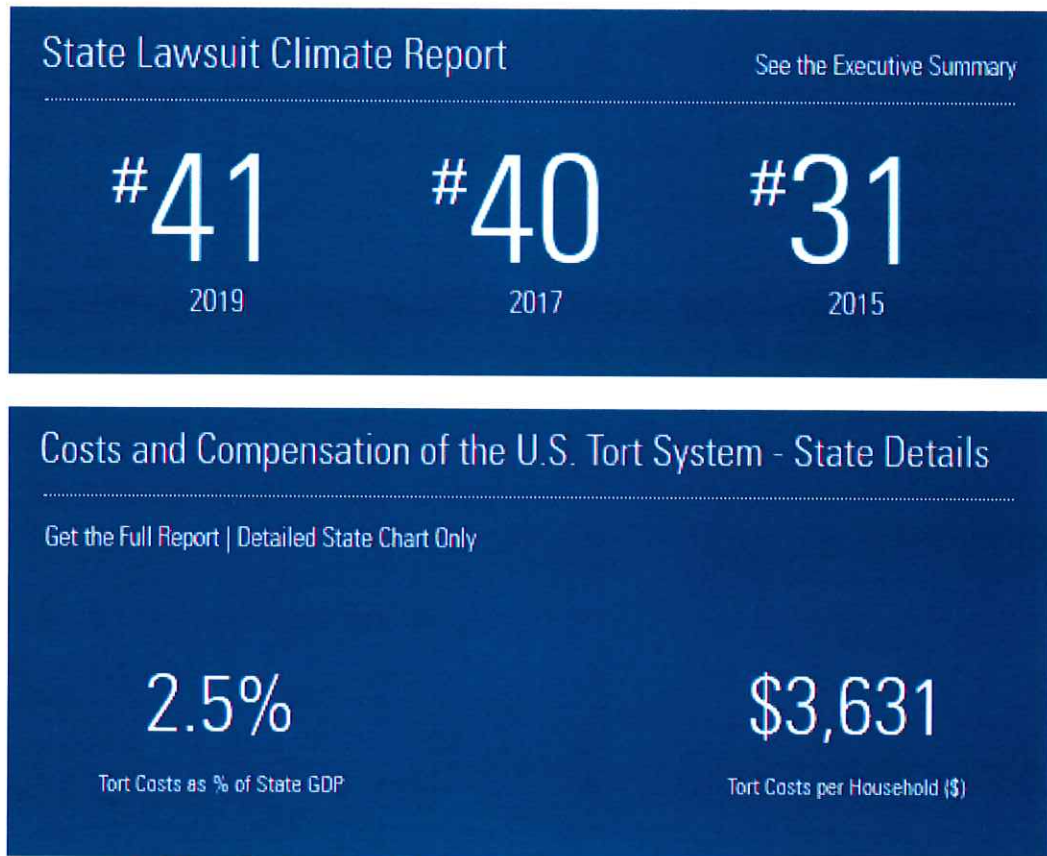 State Lawsuit Climate Report
See the Executive Summary
#41
#40
#31
2019
2017
2015
Costs and Compensation of the U.S. Tort System - State Details
Get the Full Report | Detailed State Chart Only
2.5%
$3,631
Tort Costs as % of State GDP
Tort Costs per Household ($)